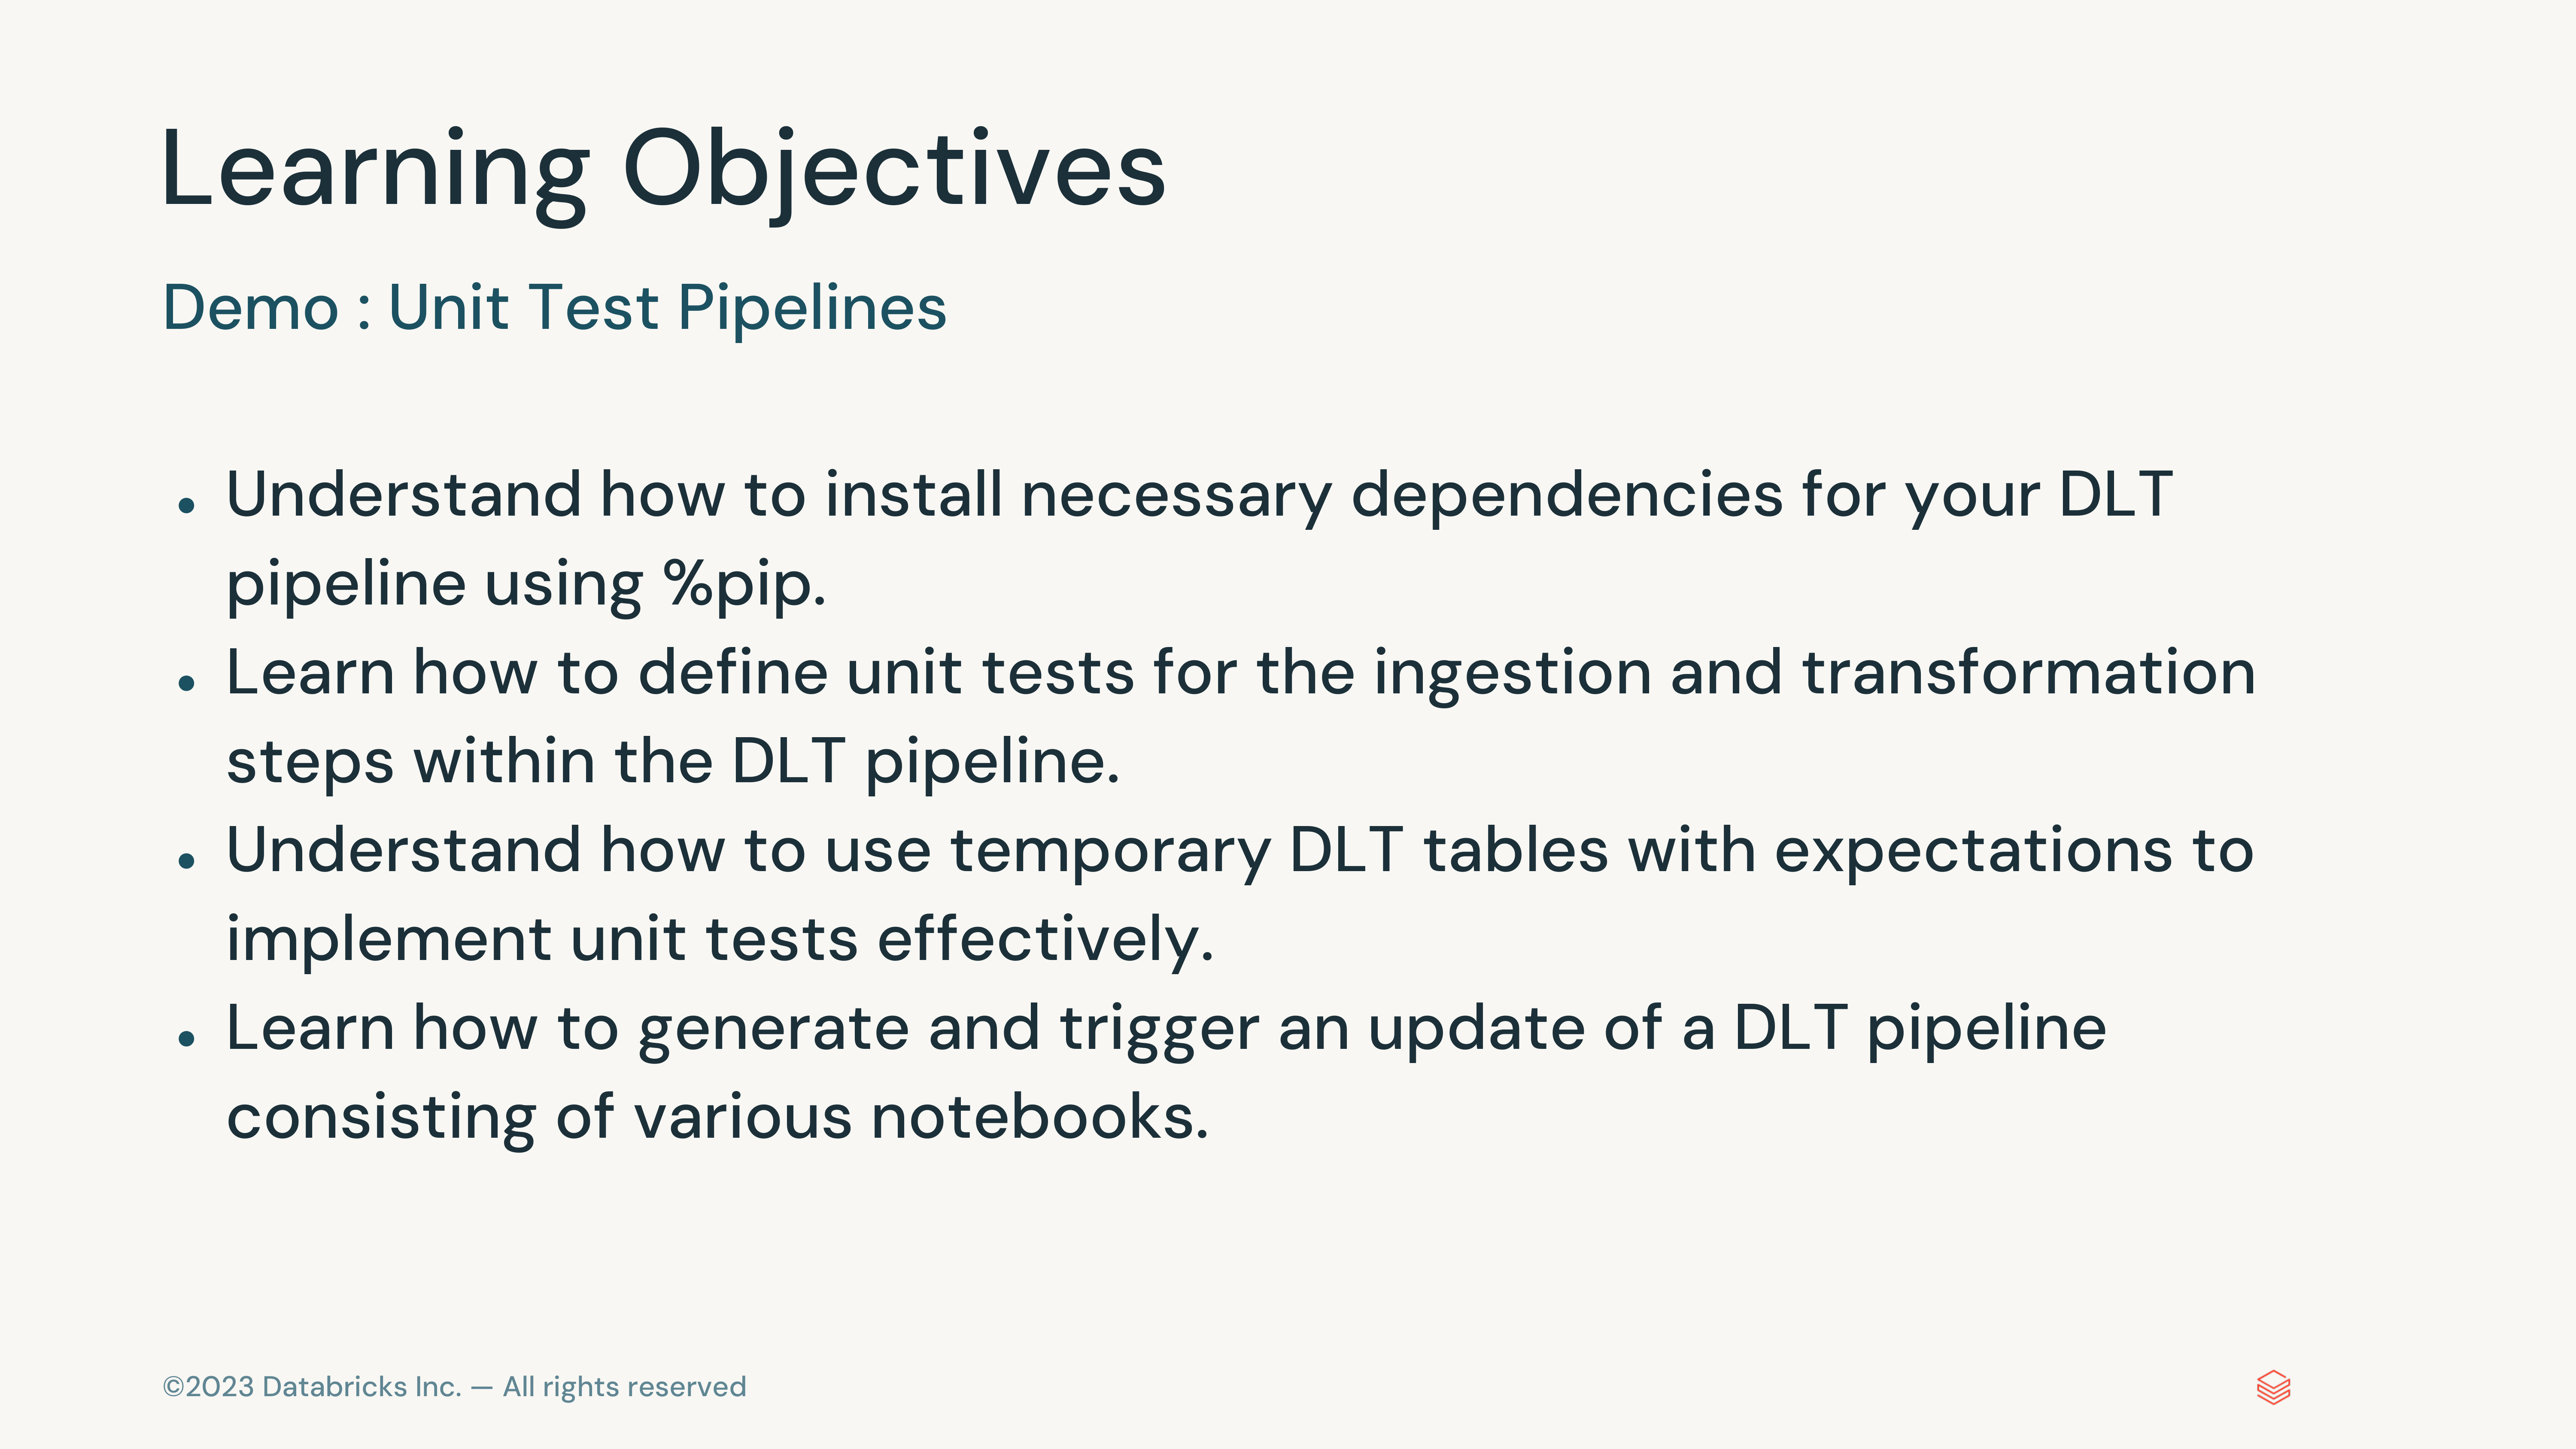 Learning Objectives
Demo : Unit Test Pipelines
• Understand how to install necessary dependencies for your DLT
pipeline using %pip.
• Learn how to define unit tests for the ingestion and transformation
steps within the DLT pipeline.
• Understand how to use temporary DLT tables with expectations to
implement unit tests effectively.
• Learn how to generate and trigger an update of a DLT pipeline
consisting of various notebooks.
©2023 Databricks Inc. — All rights reserved